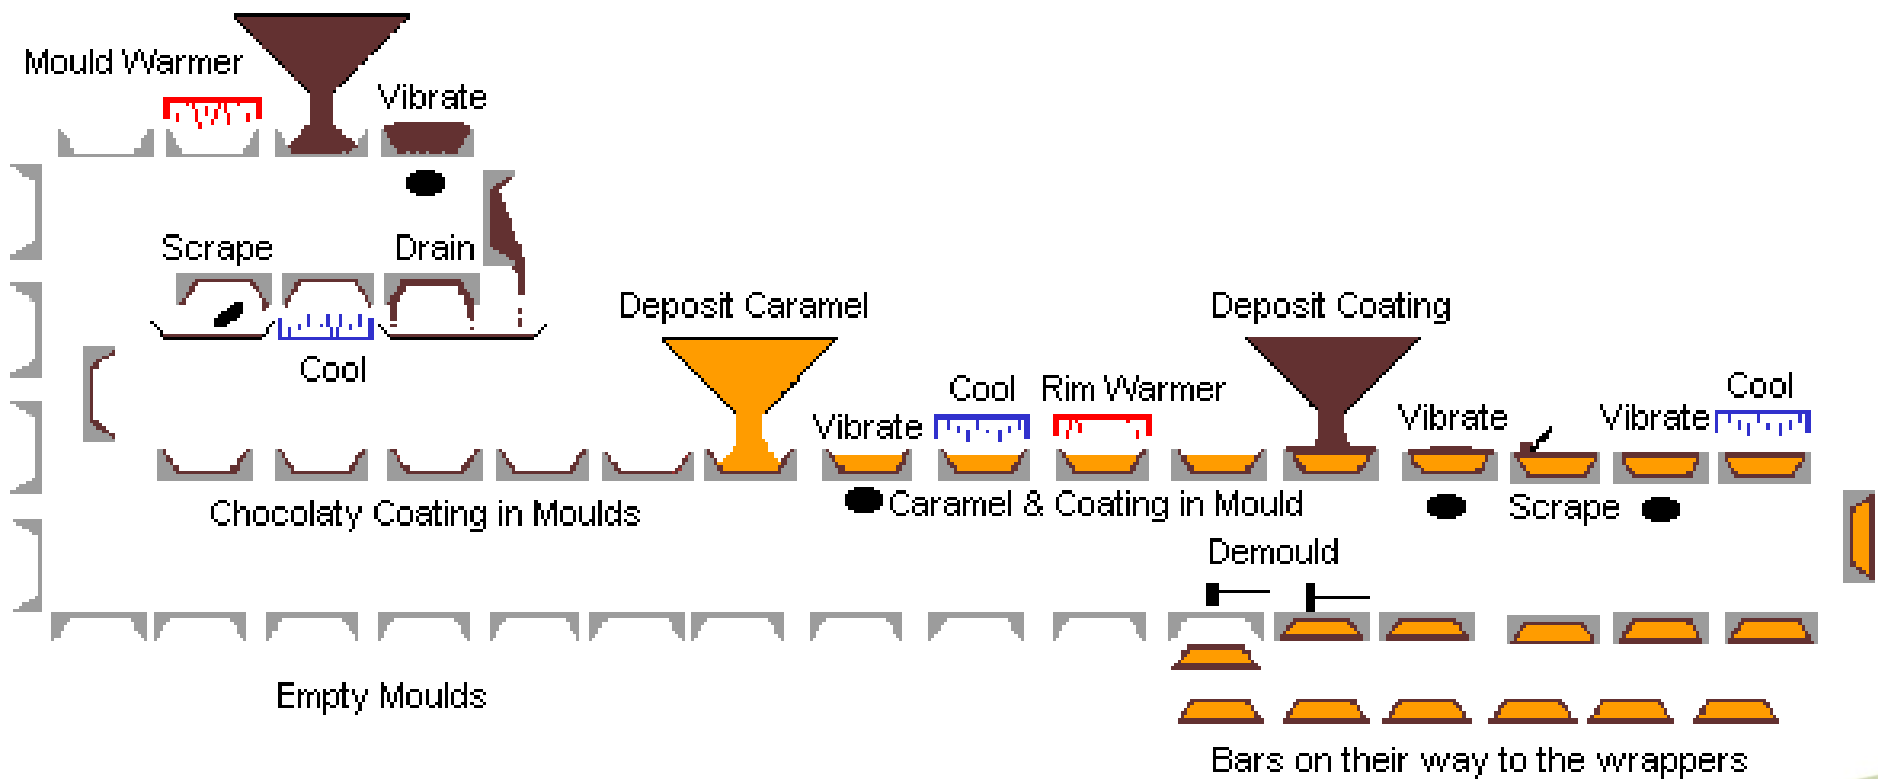 Mould Warmer
Vibrate
Scrape
Drain
Cool
Deposit Caramel
Deposit Coating
Vibrate
Cool
Rim Warmer
Vibrate
Vibrate
Cool
Chocolaty Coating in Moulds
Caramel & Coating in Mould
Scrape
Demould
Empty Moulds
Bars on their way to the wrappers